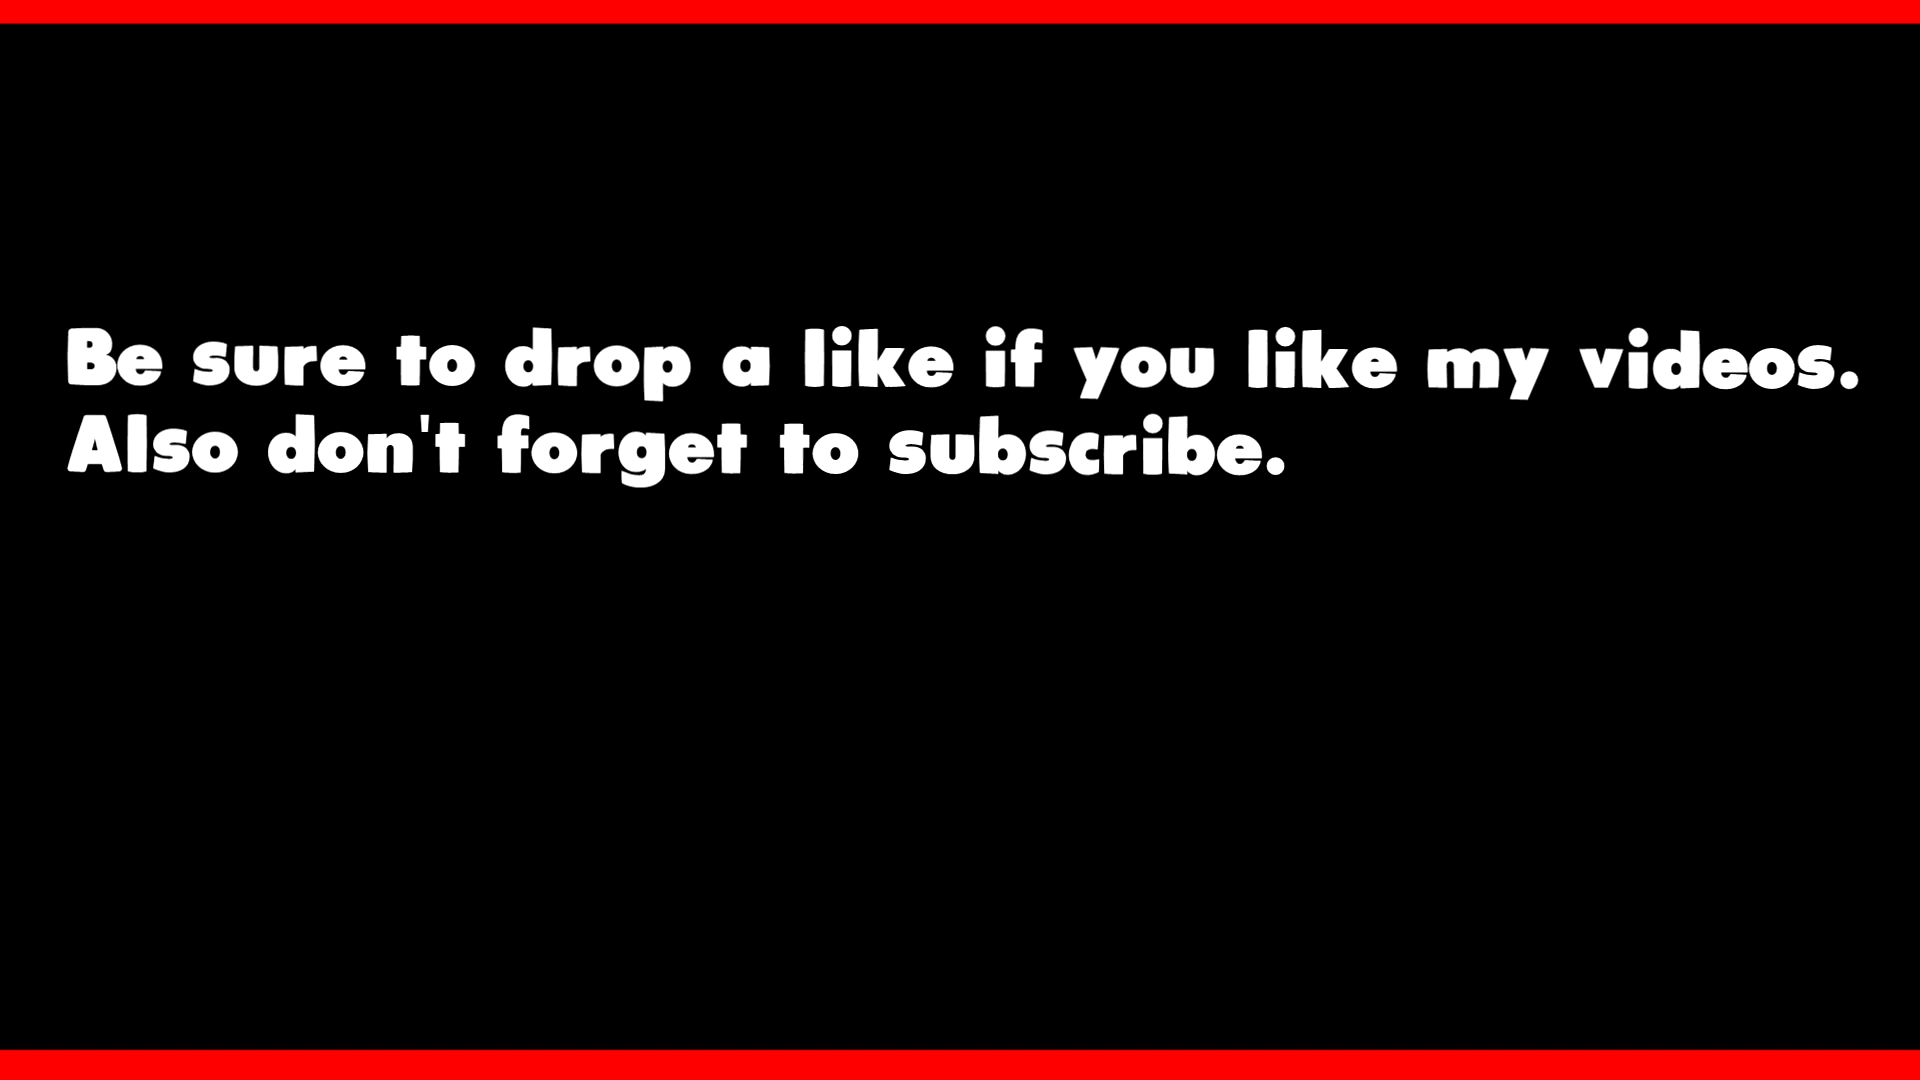 Be sure to drop a like if you like my videos.
Also don't forget to subscribe.